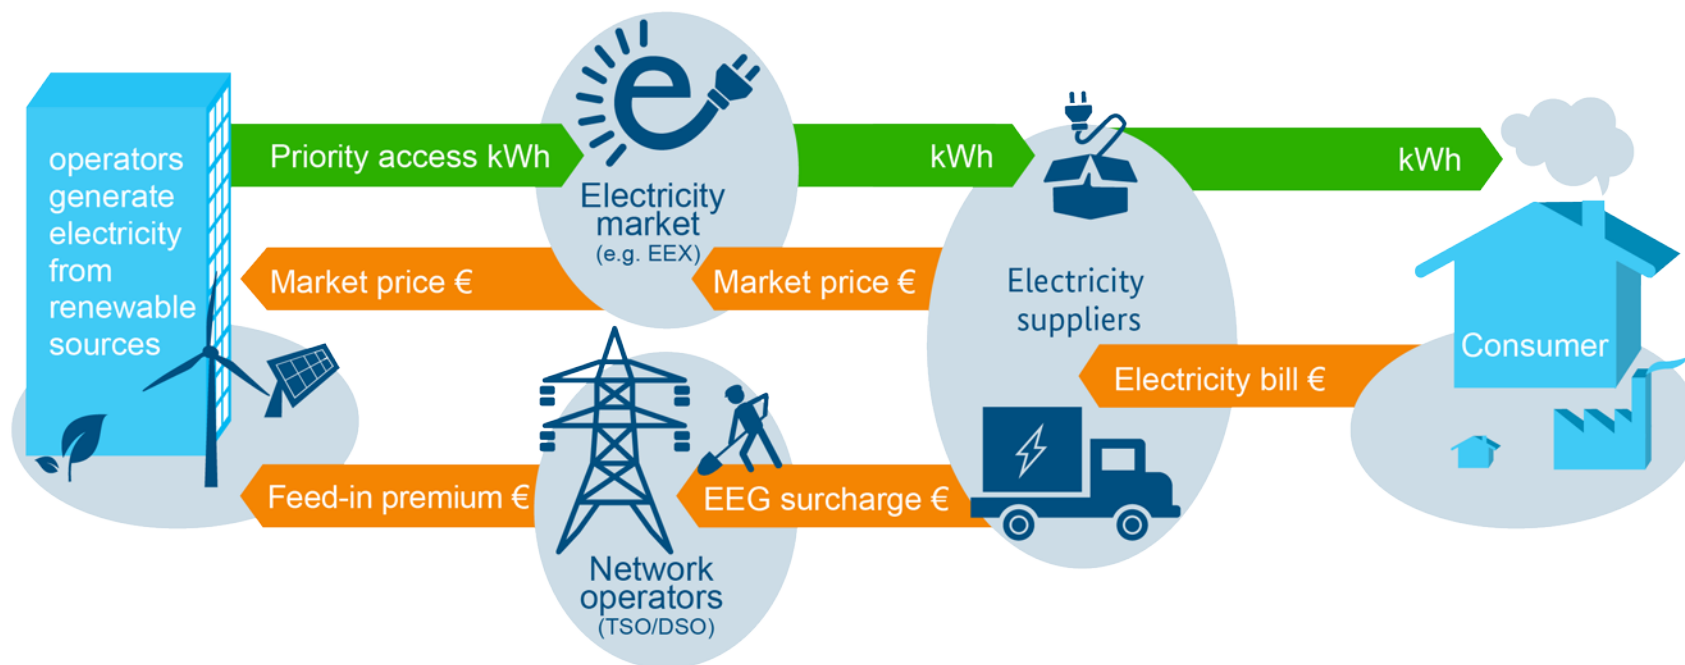 operators
generate
electricity
from
renewable
sources
Priority access kWh
Electricity
market
(e.g. EEX)
kWh
kWh
Market price €
Market price €
Electricity
suppliers
Consumer
Electricity bill €
Feed-in premium €
EEG surcharge €
Network
operators
(TSO/DSO)